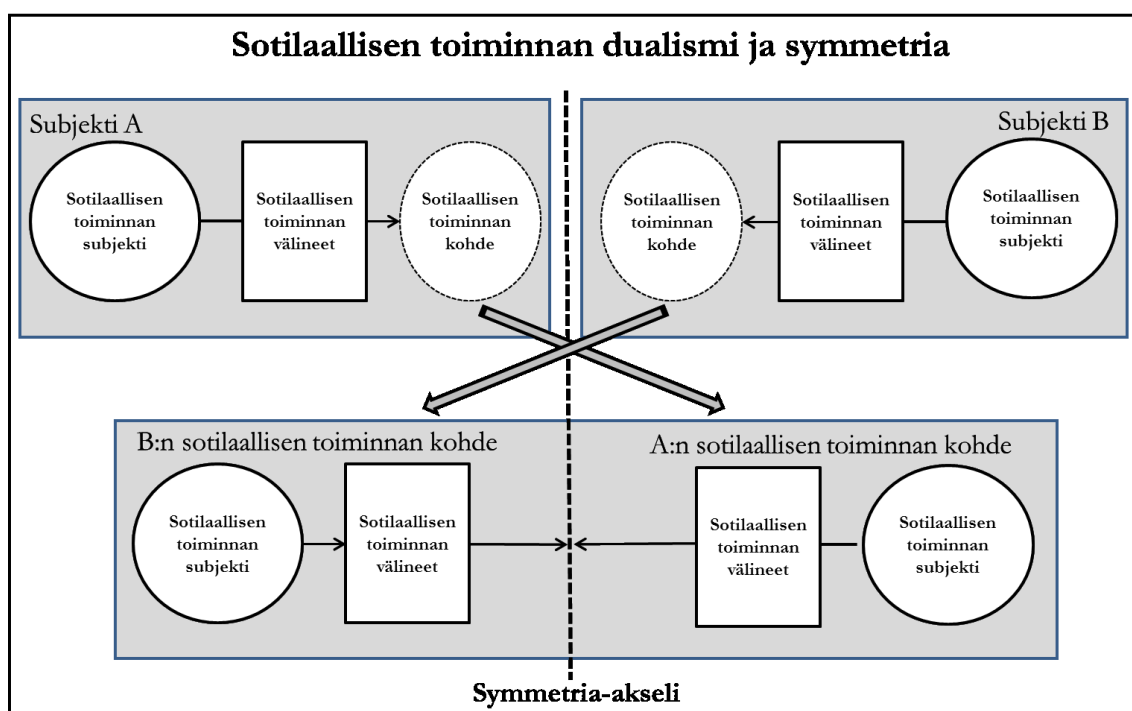 Sotilaallisen toiminnan dualismi ja symmetria
Subjekti A
Sotilaallisen
toiminnan
subjekti
Sotilaallisen
toiminnan
välineet
Sotilaallisen
toiminnan
kohde
Subjekti B
Sotilaallisen
toiminnan
kohde
Sotilaallisen
toiminnan
välineet
Sotilaallisen
toiminnan
subjekti
B:n sotilaallisen toiminnan kohde
Sotilaallisen
toiminnan
subjekti
Sotilaallisen
toiminnan
välineet
A:n sotilaallisen toiminnan kohde
Sotilaallisen
toiminnan
välineet
Sotilaallisen
toiminnan
subjekti
Symmetria-akseli